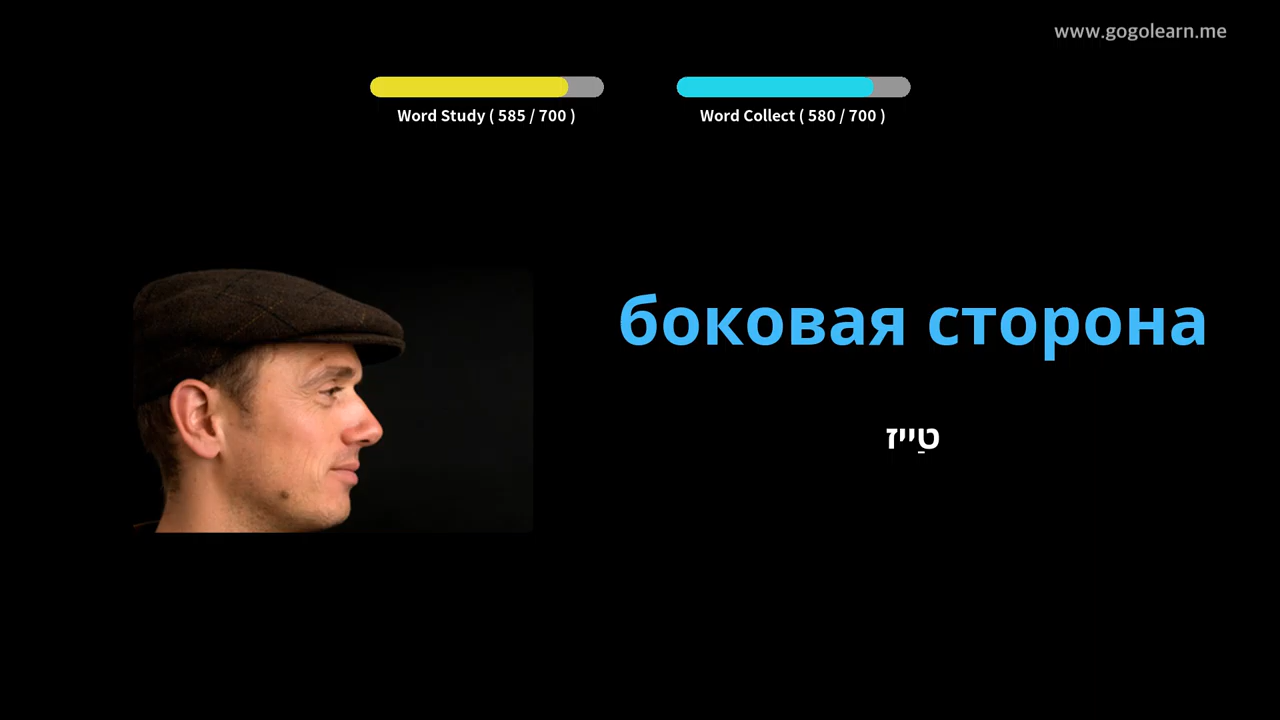 www.gogolearn.me
Word Study ( 585 / 700 )
Word Collect ( 580 / 700 )
боковая сторона
טַייז